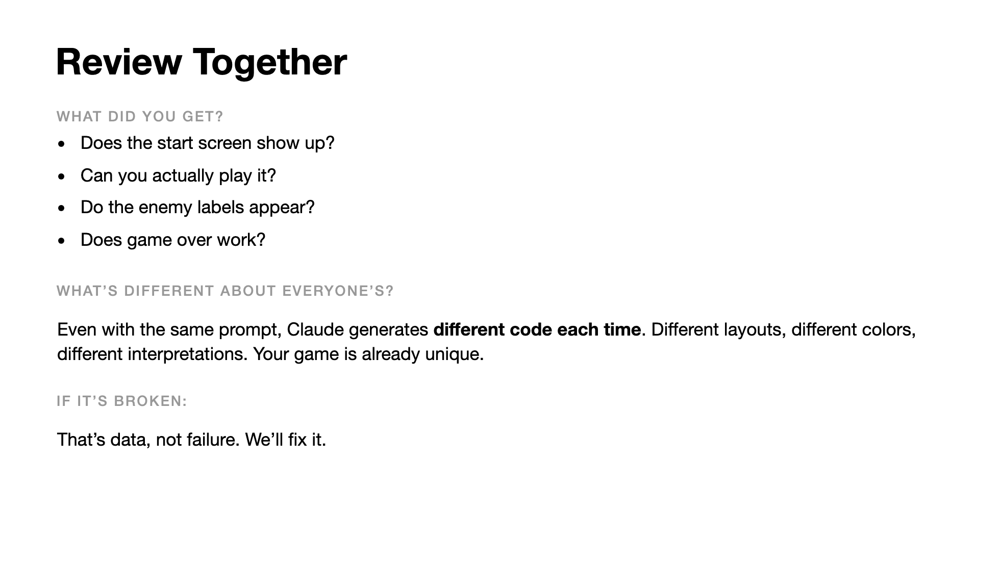 Review Together
WHAT DID YOU GET?
• Does the start screen show up?
• Can you actually play it?
• Do the enemy labels appear?
• Does game over work?
WHAT’S DIFFERENT ABOUT EVERYONE’S?
Even with the same prompt, Claude generates different code each time. Different layouts, different colors,
different interpretations. Your game is already unique.
IF IT’S BROKEN:
That’s data, not failure. We’ll fix it.